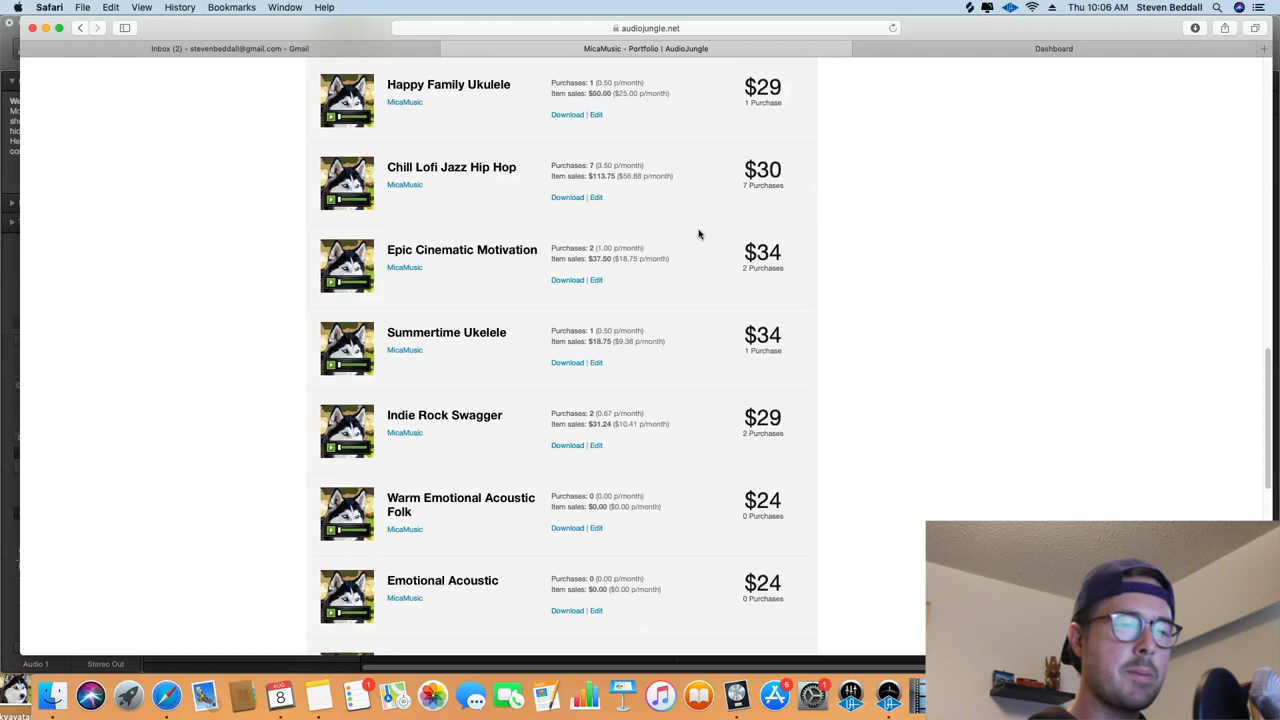 Safari File Edit View History Bookmarks Window Help Thu 10:06 AM Steven Beddall
audiojungle.net
Inbox (2) - stevenbeddall@gmail.com - Gmail MicaMusic - Portfolio | AudioJungle Dashboard
Happy Family Ukulele
MicaMusic
Purchases: 1 (0.50 p/month)
Item sales: $50.00 ($25.00 p/month)
Download | Edit
$29
1 Purchase
Chill Lofi Jazz Hip Hop
MicaMusic
Purchases: 7 (3.50 p/month)
Item sales: $113.75 ($56.88 p/month)
Download | Edit
$30
7 Purchases
Epic Cinematic Motivation
MicaMusic
Purchases: 2 (1.00 p/month)
Item sales: $37.50 ($18.75 p/month)
Download | Edit
$34
2 Purchases
Summertime Ukelele
MicaMusic
Purchases: 1 (0.50 p/month)
Item sales: $18.75 ($9.38 p/month)
Download | Edit
$34
1 Purchase
Indie Rock Swagger
MicaMusic
Purchases: 2 (0.67 p/month)
Item sales: $31.24 ($10.41 p/month)
Download | Edit
$29
2 Purchases
Warm Emotional Acoustic
Folk
MicaMusic
Purchases: 0 (0.00 p/month)
Item sales: $0.00 ($0.00 p/month)
Download | Edit
$24
0 Purchases
Emotional Acoustic
MicaMusic
Purchases: 0 (0.00 p/month)
Item sales: $0.00 ($0.00 p/month)
Download | Edit
$24
0 Purchases
Audio 1 Stereo Out
AUG
8
1
5
1